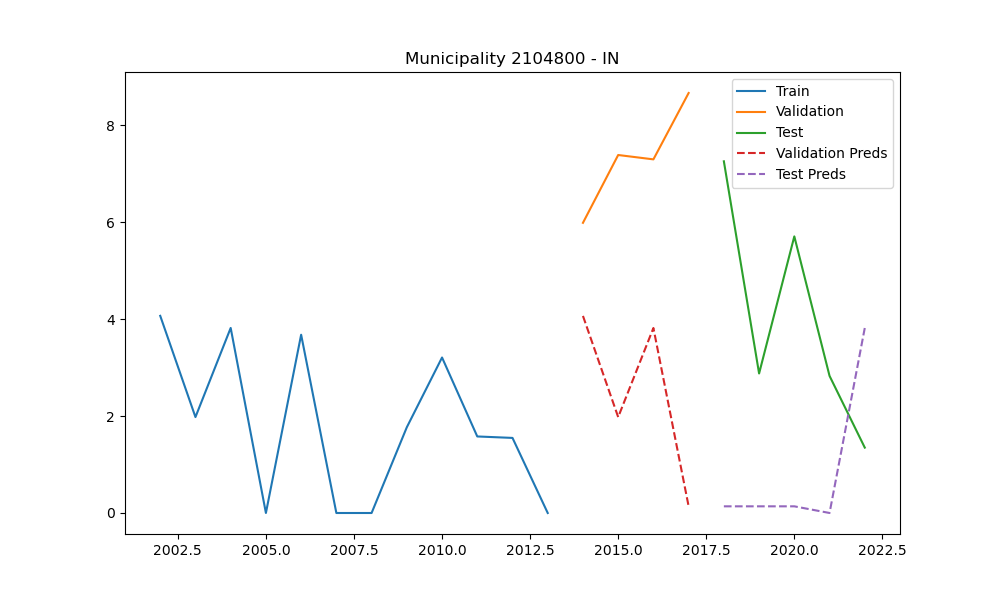 Municipality 2104800 - IN
Train
Validation
Test
Validation Preds
Test Preds
8
6
4
2
0
2002.5 2005.0 2007.5 2010.0 2012.5 2015.0 2017.5 2020.0 2022.5